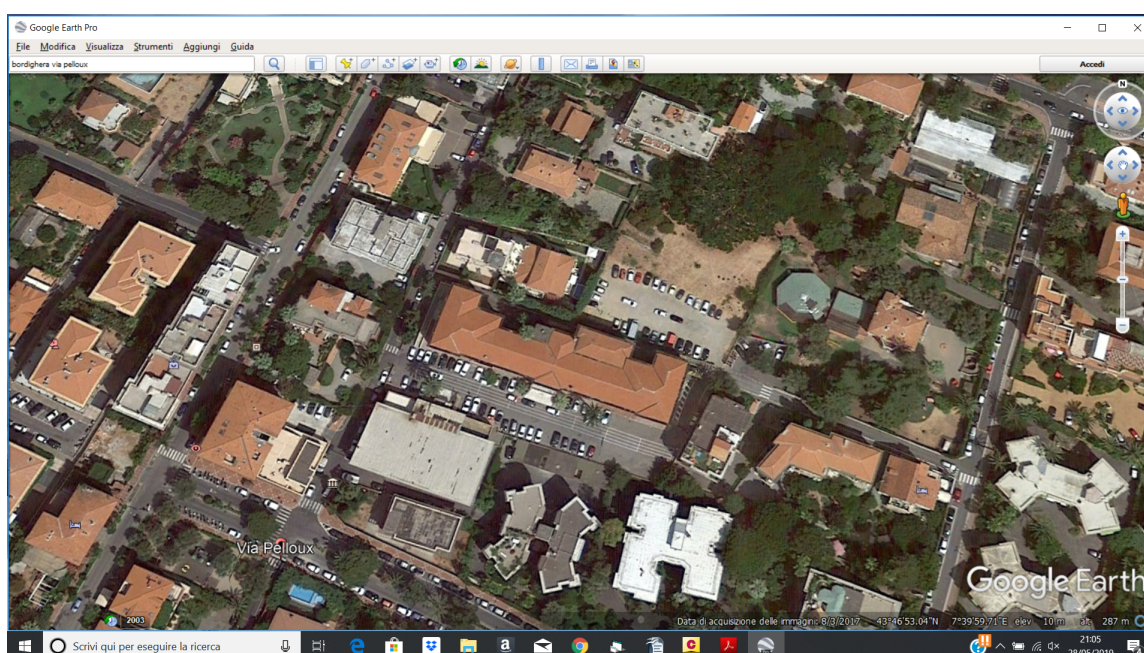 Google Earth Pro
File Modifica Visualizza Strumenti Aggiungi Guida
bordighera via pelloux
Accedi
N
Via Pelloux
Google Earth
2003
Data di acquisizione delle immagini: 8/3/2017 43°46'53.04"N 7°39'59.71"E elev 10 m alt 287 m
Scrivi qui per eseguire la ricerca
21:05
28/05/2019